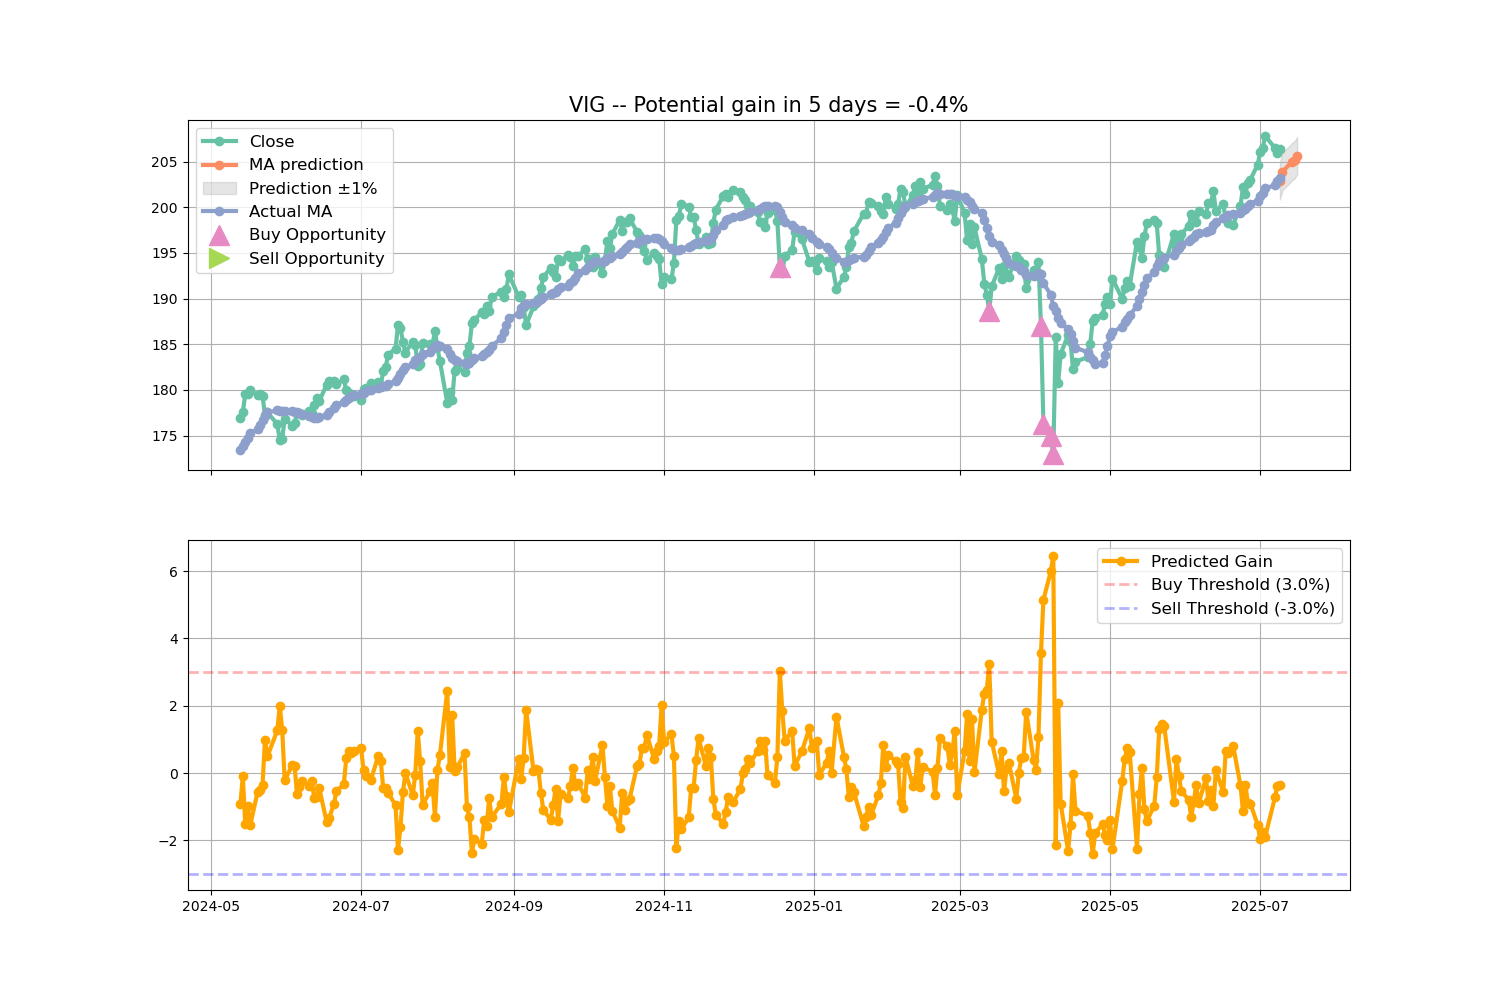 VIG -- Potential gain in 5 days = -0.4%
Close
MA prediction
Prediction ±1%
Actual MA
Buy Opportunity
Sell Opportunity
205
200
195
190
185
180
175
Predicted Gain
Buy Threshold (3.0%)
Sell Threshold (-3.0%)
6
4
2
0
−2
2024-05 2024-07 2024-09 2024-11 2025-01 2025-03 2025-05 2025-07